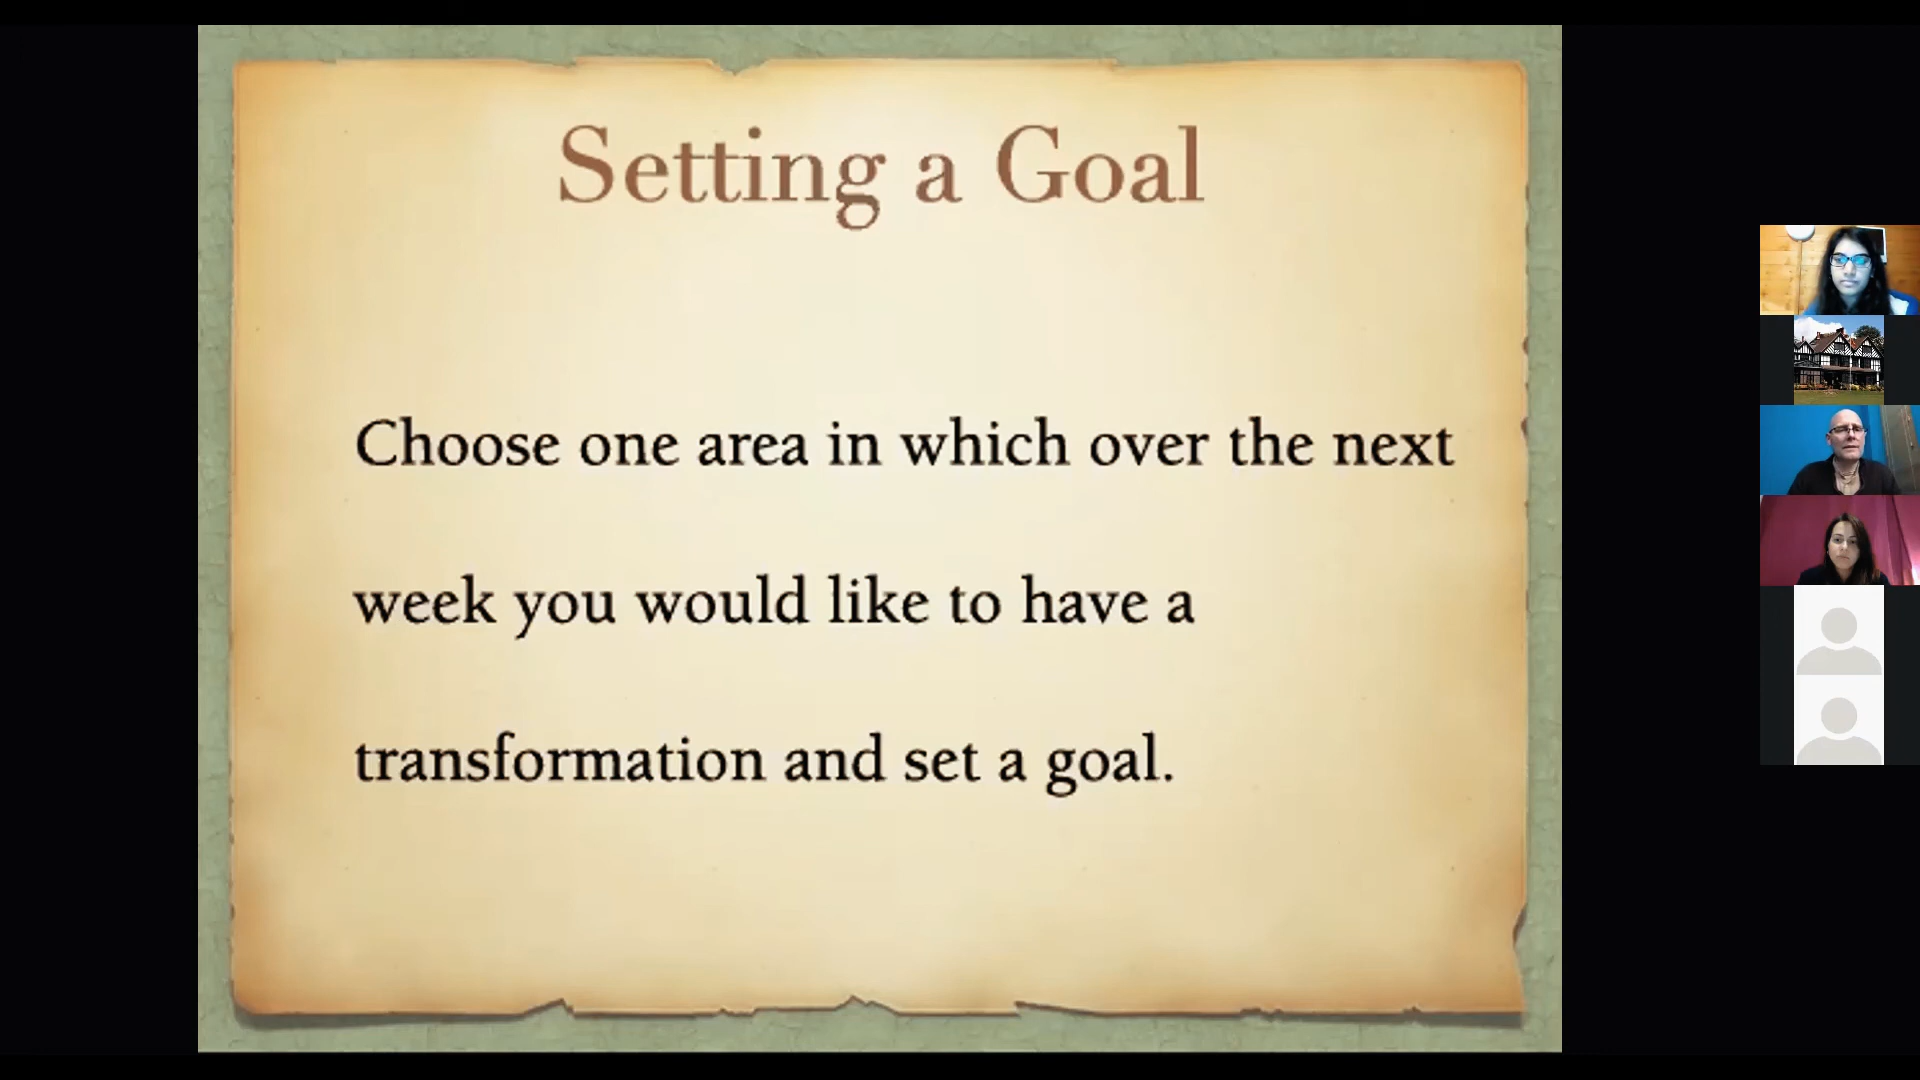 Setting a Goal
Choose one area in which over the next
week you would like to have a
transformation and set a goal.